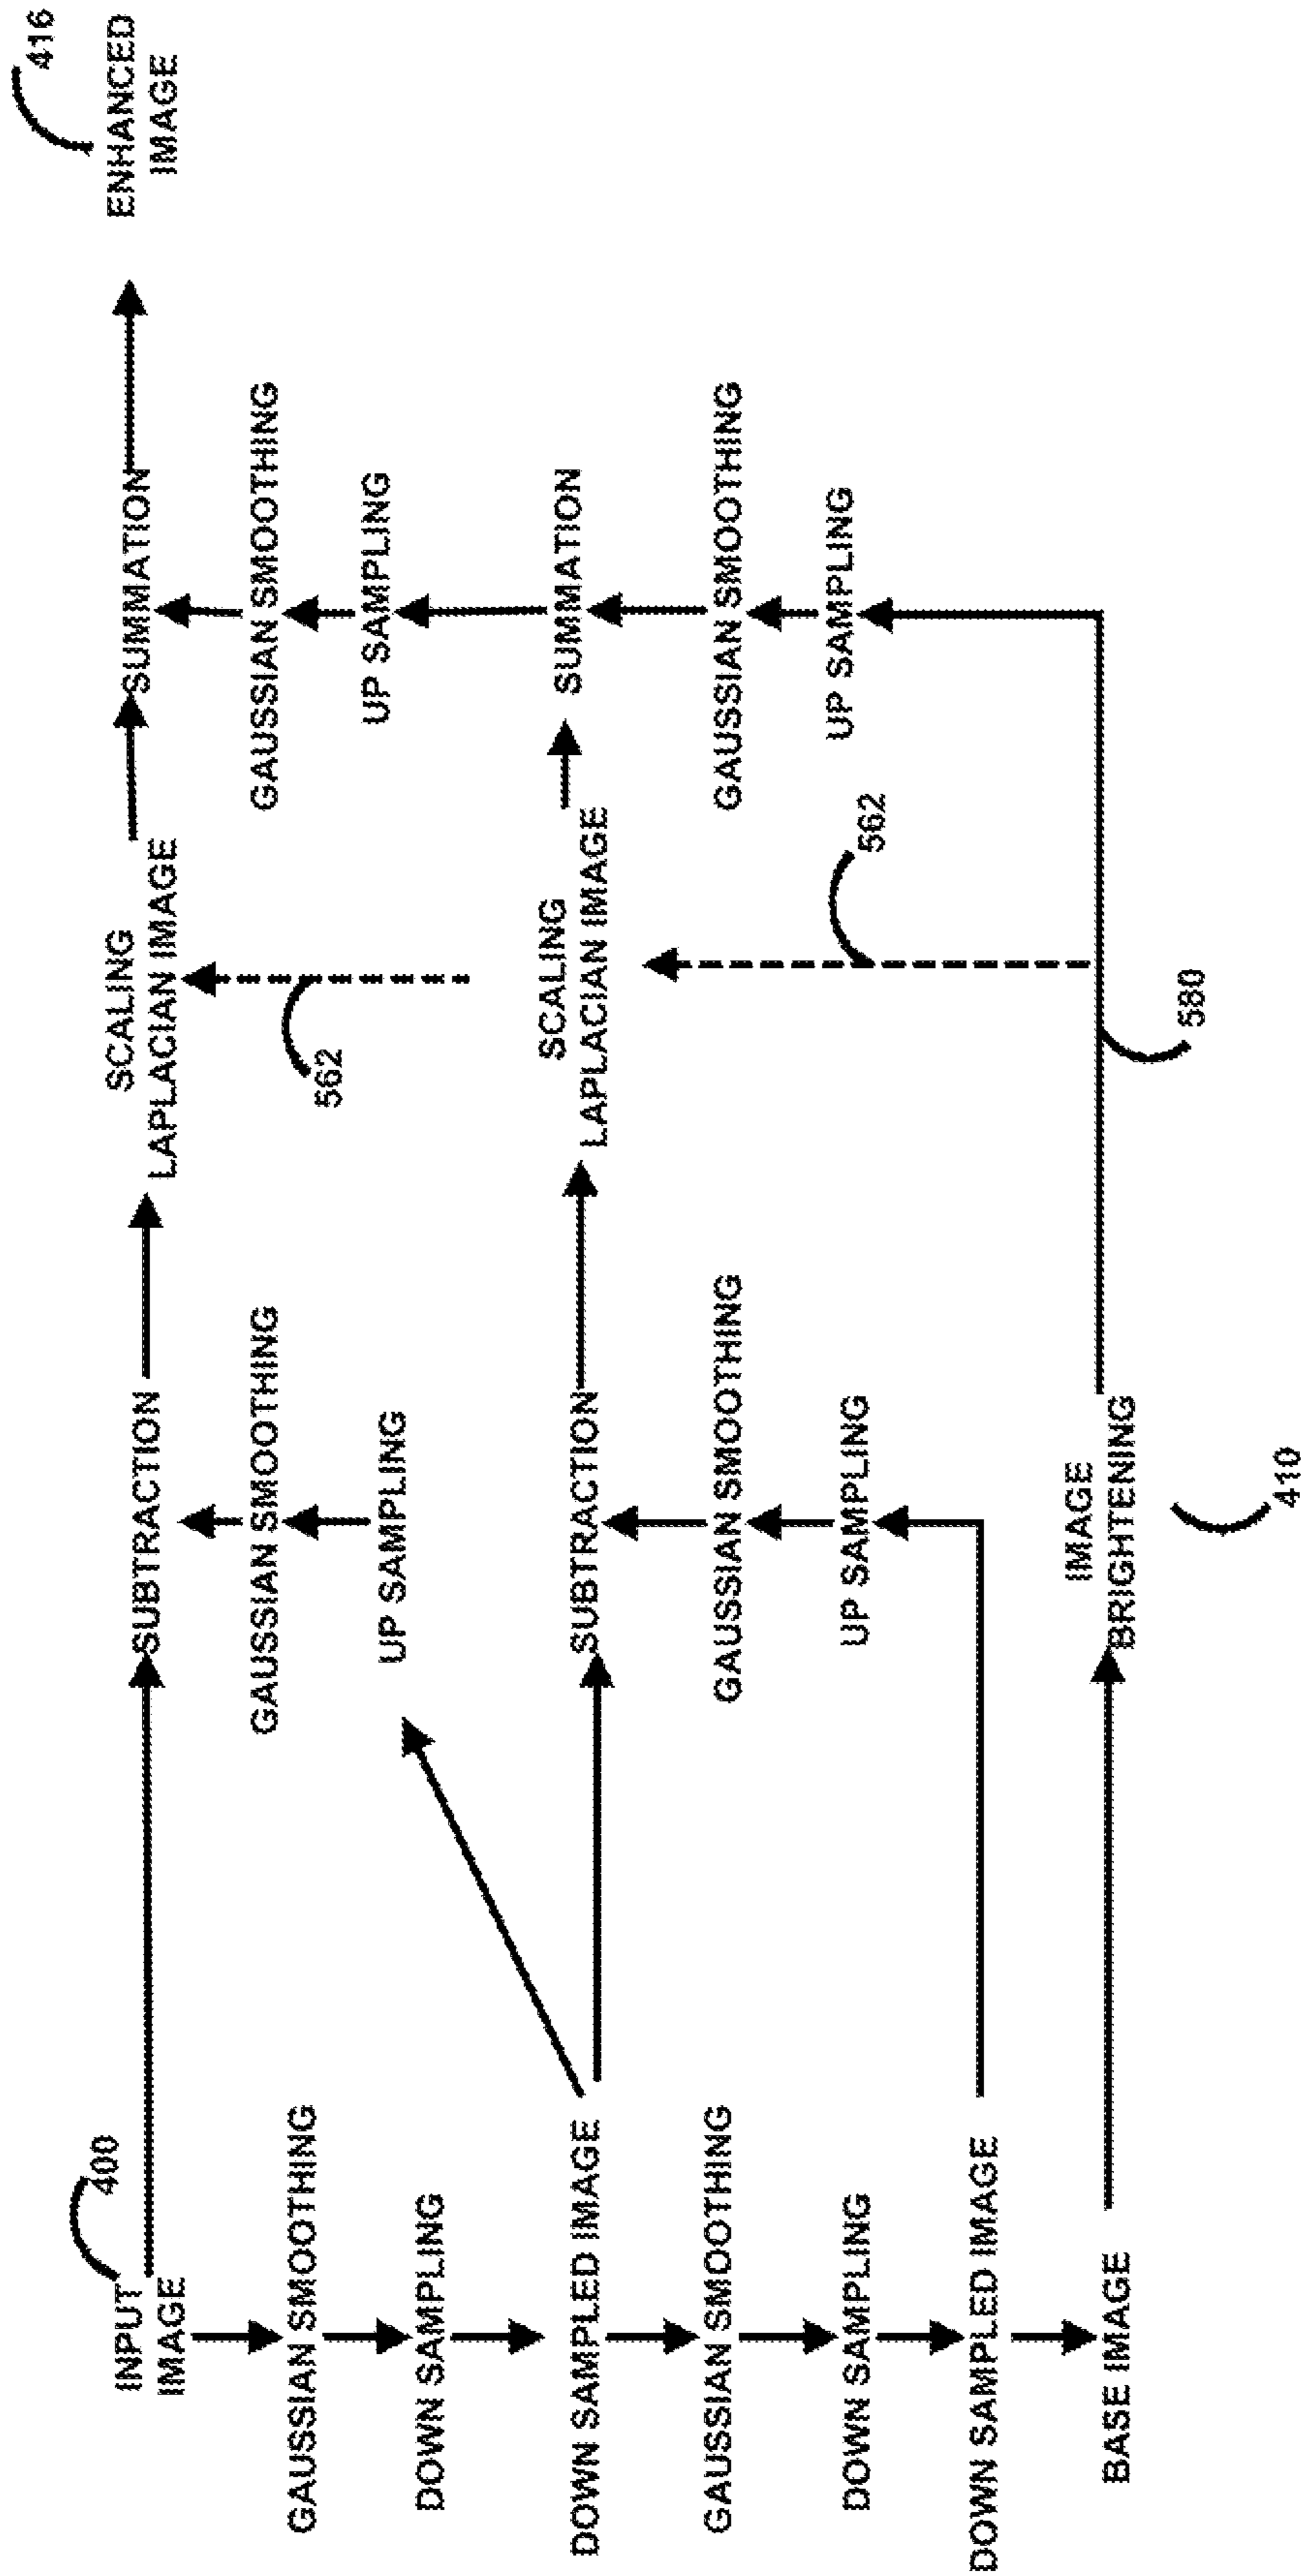 400
INPUT
IMAGE
GAUSSIAN SMOOTHING
DOWN SAMPLING
DOWN SAMPLED IMAGE
GAUSSIAN SMOOTHING
DOWN SAMPLING
DOWN SAMPLED IMAGE
BASE IMAGE
SUBTRACTION
GAUSSIAN SMOOTHING
UP SAMPLING
SUBTRACTION
GAUSSIAN SMOOTHING
UP SAMPLING
IMAGE
BRIGHTENING
410
SCALING
LAPLACIAN IMAGE
562
SCALING
LAPLACIAN IMAGE
562
580
SUMMATION
GAUSSIAN SMOOTHING
UP SAMPLING
SUMMATION
GAUSSIAN SMOOTHING
UP SAMPLING
416
ENHANCED
IMAGE